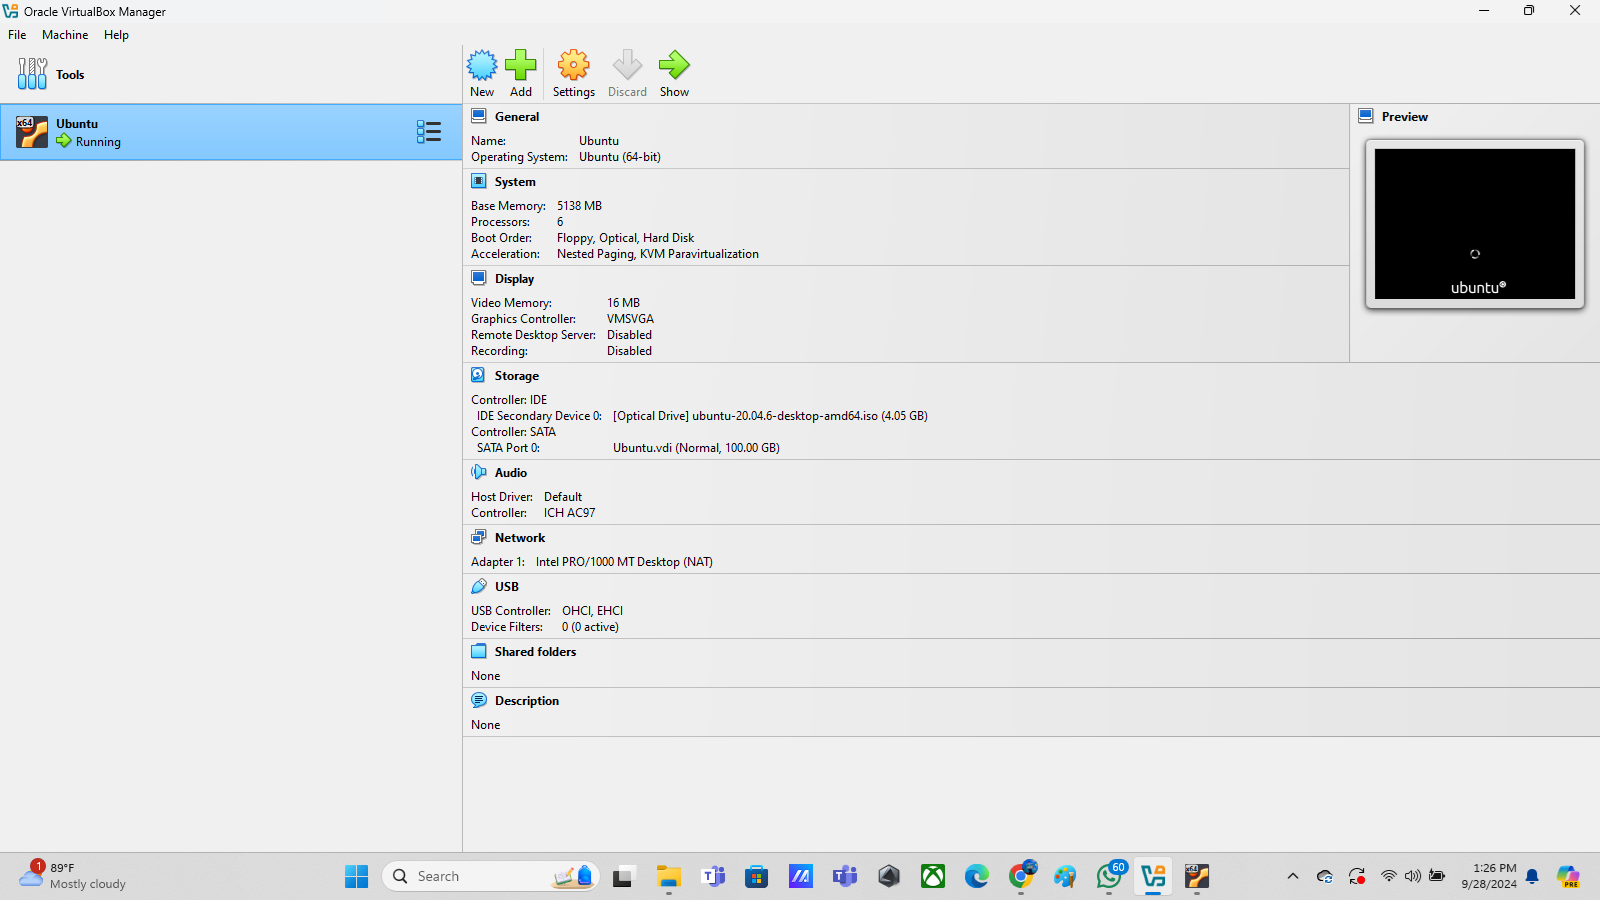 Oracle VirtualBox Manager
File Machine Help
Tools
New Add Settings Discard Show
x64
Ubuntu
Running
General
Name: Ubuntu
Operating System: Ubuntu (64-bit)
Preview
ubuntu®
System
Base Memory: 5138 MB
Processors: 6
Boot Order: Floppy, Optical, Hard Disk
Acceleration: Nested Paging, KVM Paravirtualization
Display
Video Memory: 16 MB
Graphics Controller: VMSVGA
Remote Desktop Server: Disabled
Recording: Disabled
Storage
Controller: IDE
IDE Secondary Device 0: [Optical Drive] ubuntu-20.04.6-desktop-amd64.iso (4.05 GB)
Controller: SATA
SATA Port 0: Ubuntu.vdi (Normal, 100.00 GB)
Audio
Host Driver: Default
Controller: ICH AC97
Network
Adapter 1: Intel PRO/1000 MT Desktop (NAT)
USB
USB Controller: OHCI, EHCI
Device Filters: 0 (0 active)
Shared folders
None
Description
None
1
89°F
Mostly cloudy
Search
60
x64
1:26 PM
9/28/2024
PRE